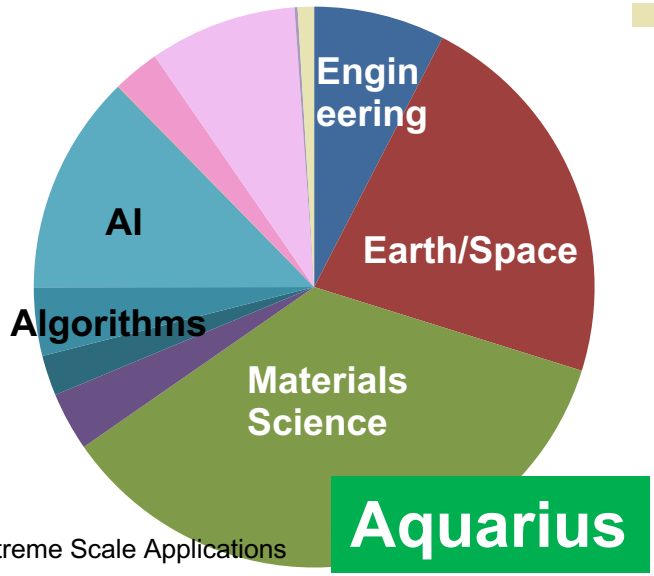 Engin
eering
Earth/Space
AI
Algorithms
Materials
Science
Aquarius
treme Scale Applications